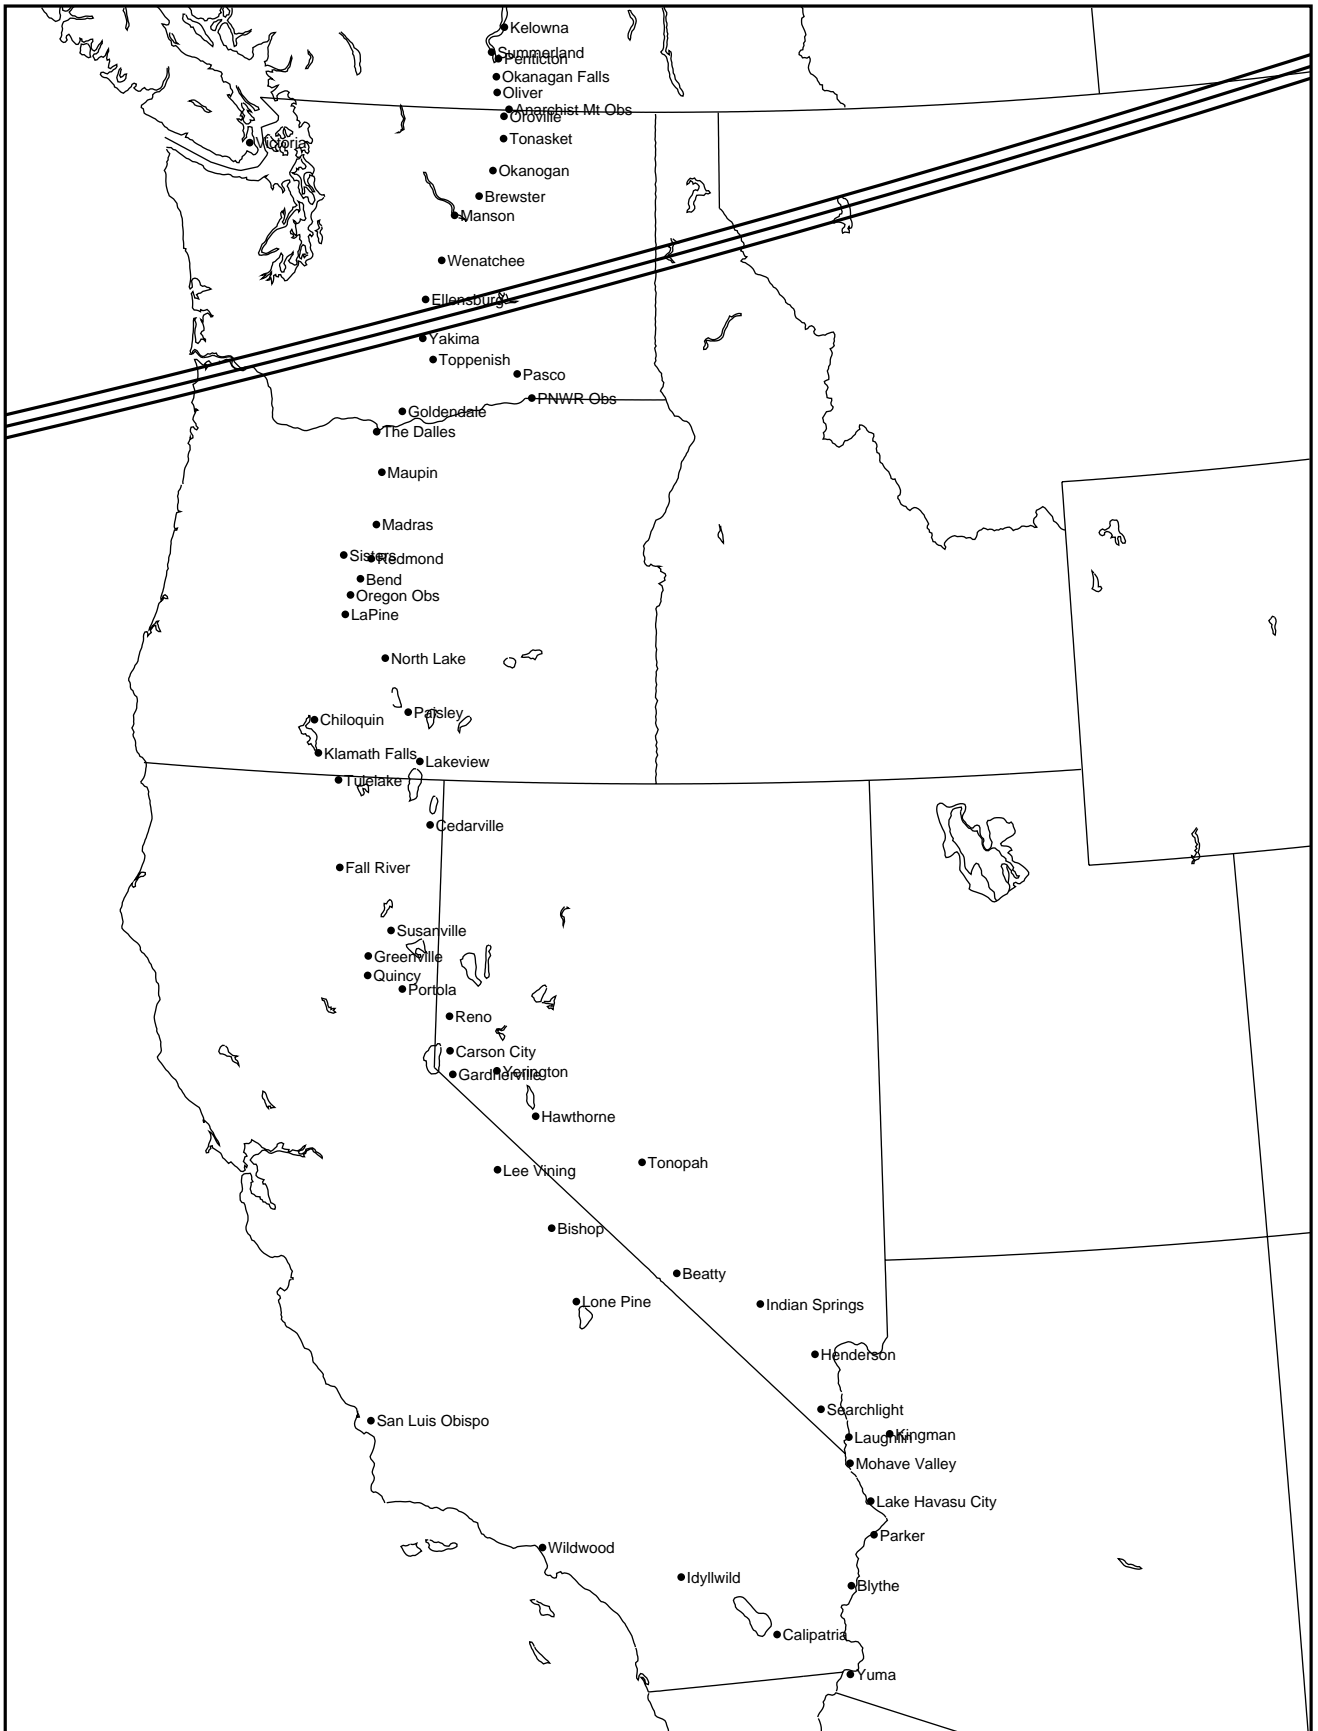 Kelowna
Summerland
Penticton
Okanagan Falls
Oliver
Anarchist Mt Obs
Oroville
Tonasket
Victoria
Okanogan
Brewster
Manson
Wenatchee
Ellensburg
Yakima
Toppenish
Pasco
PNWR Obs
Goldendale
The Dalles
Maupin
Madras
Sisters
Redmond
Bend
Oregon Obs
LaPine
North Lake
Paisley
Chiloquin
Klamath Falls
Lakeview
Tulelake
Cedarville
Fall River
Susanville
Greenville
Quincy
Portola
Reno
Carson City
Yerington
Gardnerville
Hawthorne
Tonopah
Lee Vining
Bishop
Beatty
Lone Pine
Indian Springs
Henderson
Searchlight
San Luis Obispo
Kingman
Laughlin
Mohave Valley
Lake Havasu City
Parker
Wildwood
Idyllwild
Blythe
Calipatria
Yuma